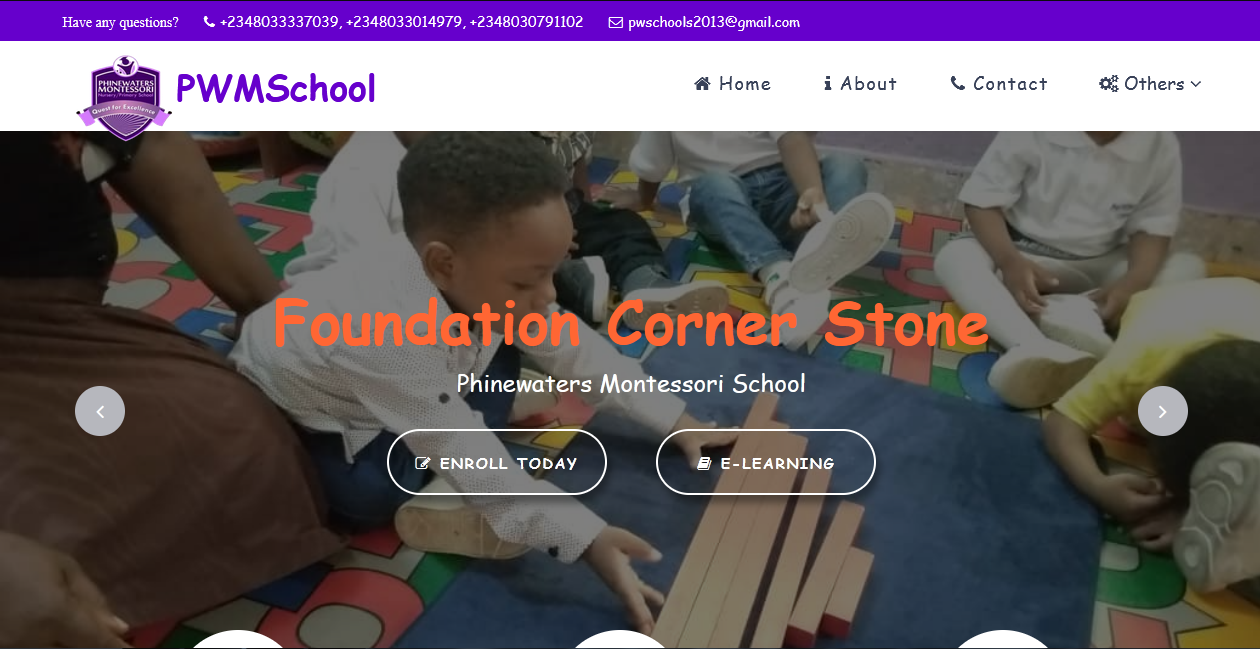 Have any questions? +2348033337039, +2348033014979, +2348030791102 pwschools2013@gmail.com
PHINEWATERS
MONTESSORI
Nursery/Primary School
Quest for Excellence
PWMSchool
Home About Contact Others
Foundation Corner Stone
Phinewaters Montessori School
ENROLL TODAY E-LEARNING